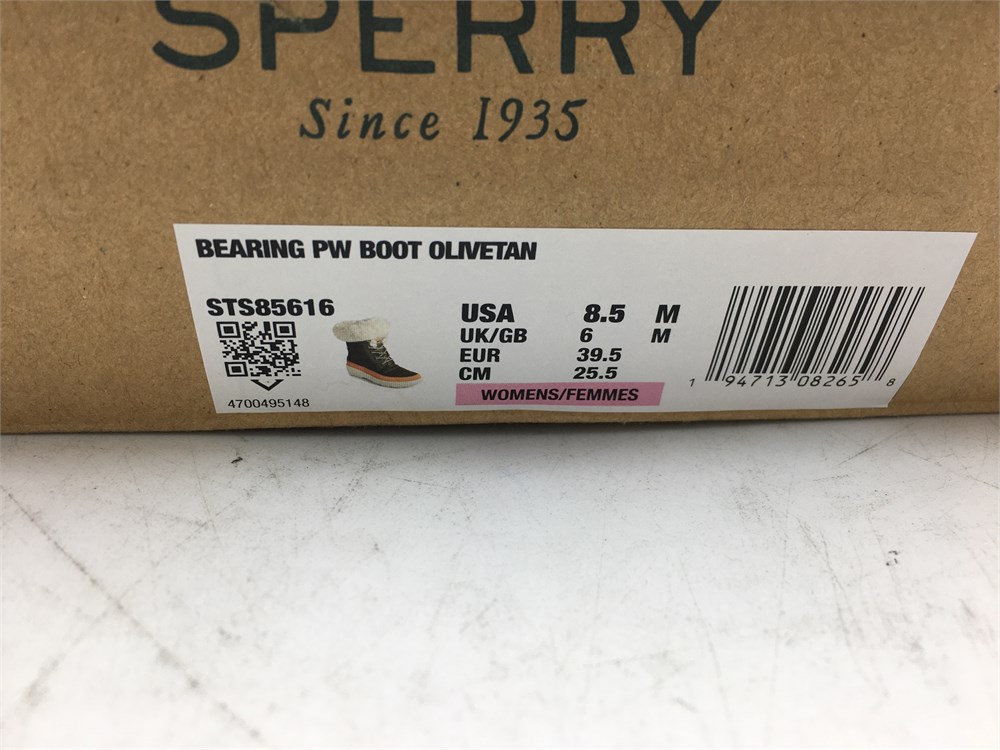 SPERRY
Since 1935
BEARING PW BOOT OLIVETAN
STS85616
4700495148
USA 8.5 M
UK/GB 6 M
EUR 39.5
CM 25.5
WOMENS/FEMMES
1 94713 08265 8